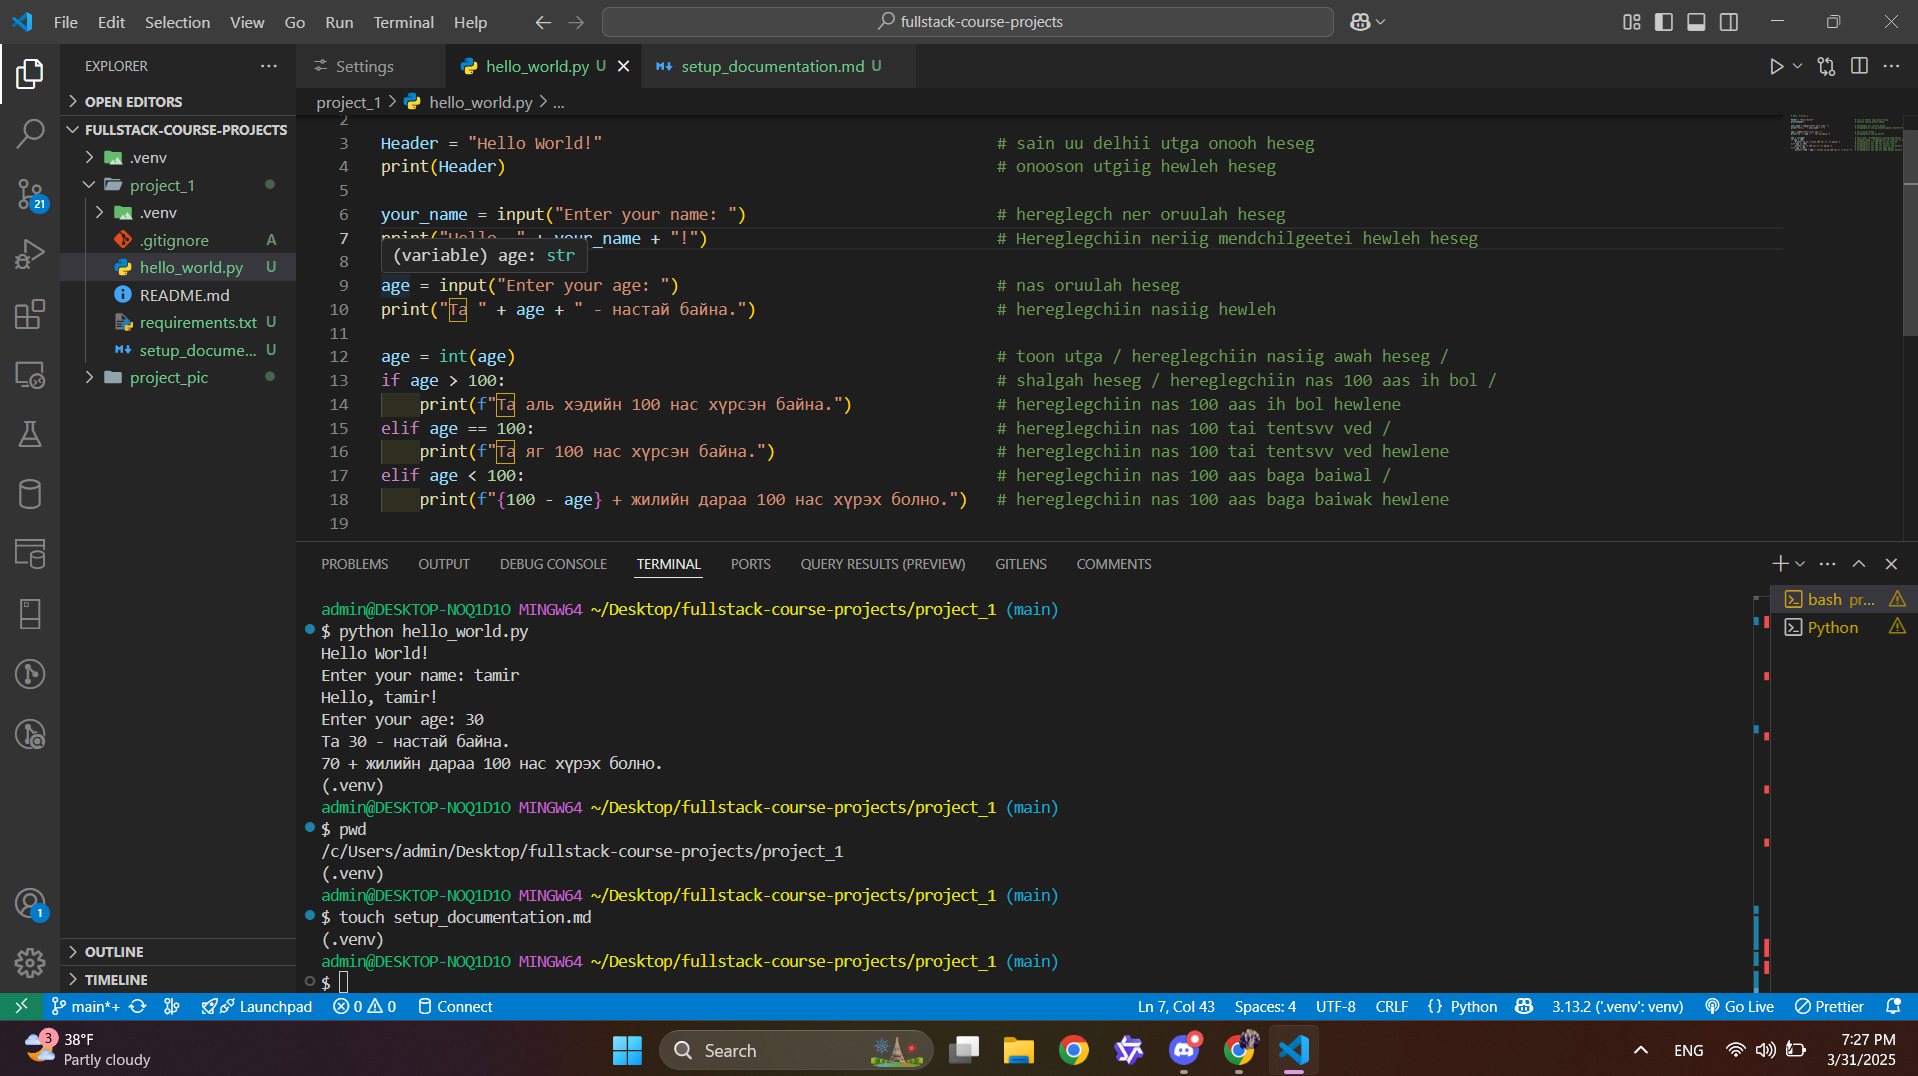 File Edit Selection View Go Run Terminal Help
fullstack-course-projects
EXPLORER
OPEN EDITORS
FULLSTACK-COURSE-PROJECTS
.venv
project_1
.venv
.gitignore A
hello_world.py U
README.md
requirements.txt U
setup_docume... U
project_pic
OUTLINE
TIMELINE
21
1
Settings
hello_world.py U
setup_documentation.md U
project_1 > hello_world.py > ...
2
3 Header = "Hello World!" # sain uu delhii utga onooh heseg
4 print(Header) # onooson utgiig hewleh heseg
5
6 your_name = input("Enter your name: ") # hereglegch ner oruulah heseg
7 print("Hello, " + your_name + "!") # Hereglegchiin neriig mendchilgeetei hewleh heseg
(variable) age: str
8
9 age = input("Enter your age: ") # nas oruulah heseg
10 print("Та " + age + " - настай байна.") # hereglegchiin nasiig hewleh
11
12 age = int(age) # toon utga / hereglegchiin nasiig awah heseg /
13 if age > 100: # shalgah heseg / hereglegchiin nas 100 aas ih bol /
14 print(f"Та аль хэдийн 100 нас хүрсэн байна.") # hereglegchiin nas 100 aas ih bol hewlene
15 elif age == 100: # hereglegchiin nas 100 tai tentsvv ved /
16 print(f"Та яг 100 нас хүрсэн байна.") # hereglegchiin nas 100 tai tentsvv ved hewlene
17 elif age < 100: # hereglegchiin nas 100 aas baga baiwal /
18 print(f"{100 - age} + жилийн дараа 100 нас хүрэх болно.") # hereglegchiin nas 100 aas baga baiwak hewlene
19
PROBLEMS OUTPUT DEBUG CONSOLE TERMINAL PORTS QUERY RESULTS (PREVIEW) GITLENS COMMENTS
admin@DESKTOP-NOQ1D1O MINGW64 ~/Desktop/fullstack-course-projects/project_1 (main)
$ python hello_world.py
Hello World!
Enter your name: tamir
Hello, tamir!
Enter your age: 30
Та 30 - настай байна.
70 + жилийн дараа 100 нас хүрэх болно.
(.venv)
admin@DESKTOP-NOQ1D1O MINGW64 ~/Desktop/fullstack-course-projects/project_1 (main)
$ pwd
/c/Users/admin/Desktop/fullstack-course-projects/project_1
(.venv)
admin@DESKTOP-NOQ1D1O MINGW64 ~/Desktop/fullstack-course-projects/project_1 (main)
$ touch setup_documentation.md
(.venv)
admin@DESKTOP-NOQ1D1O MINGW64 ~/Desktop/fullstack-course-projects/project_1 (main)
$
bash pr...
Python
main*+ Launchpad 0 0 Connect Ln 7, Col 43 Spaces: 4 UTF-8 CRLF {} Python 3.13.2 ('.venv': venv) Go Live Prettier
3
38°F
Partly cloudy
Search
ENG
7:27 PM
3/31/2025